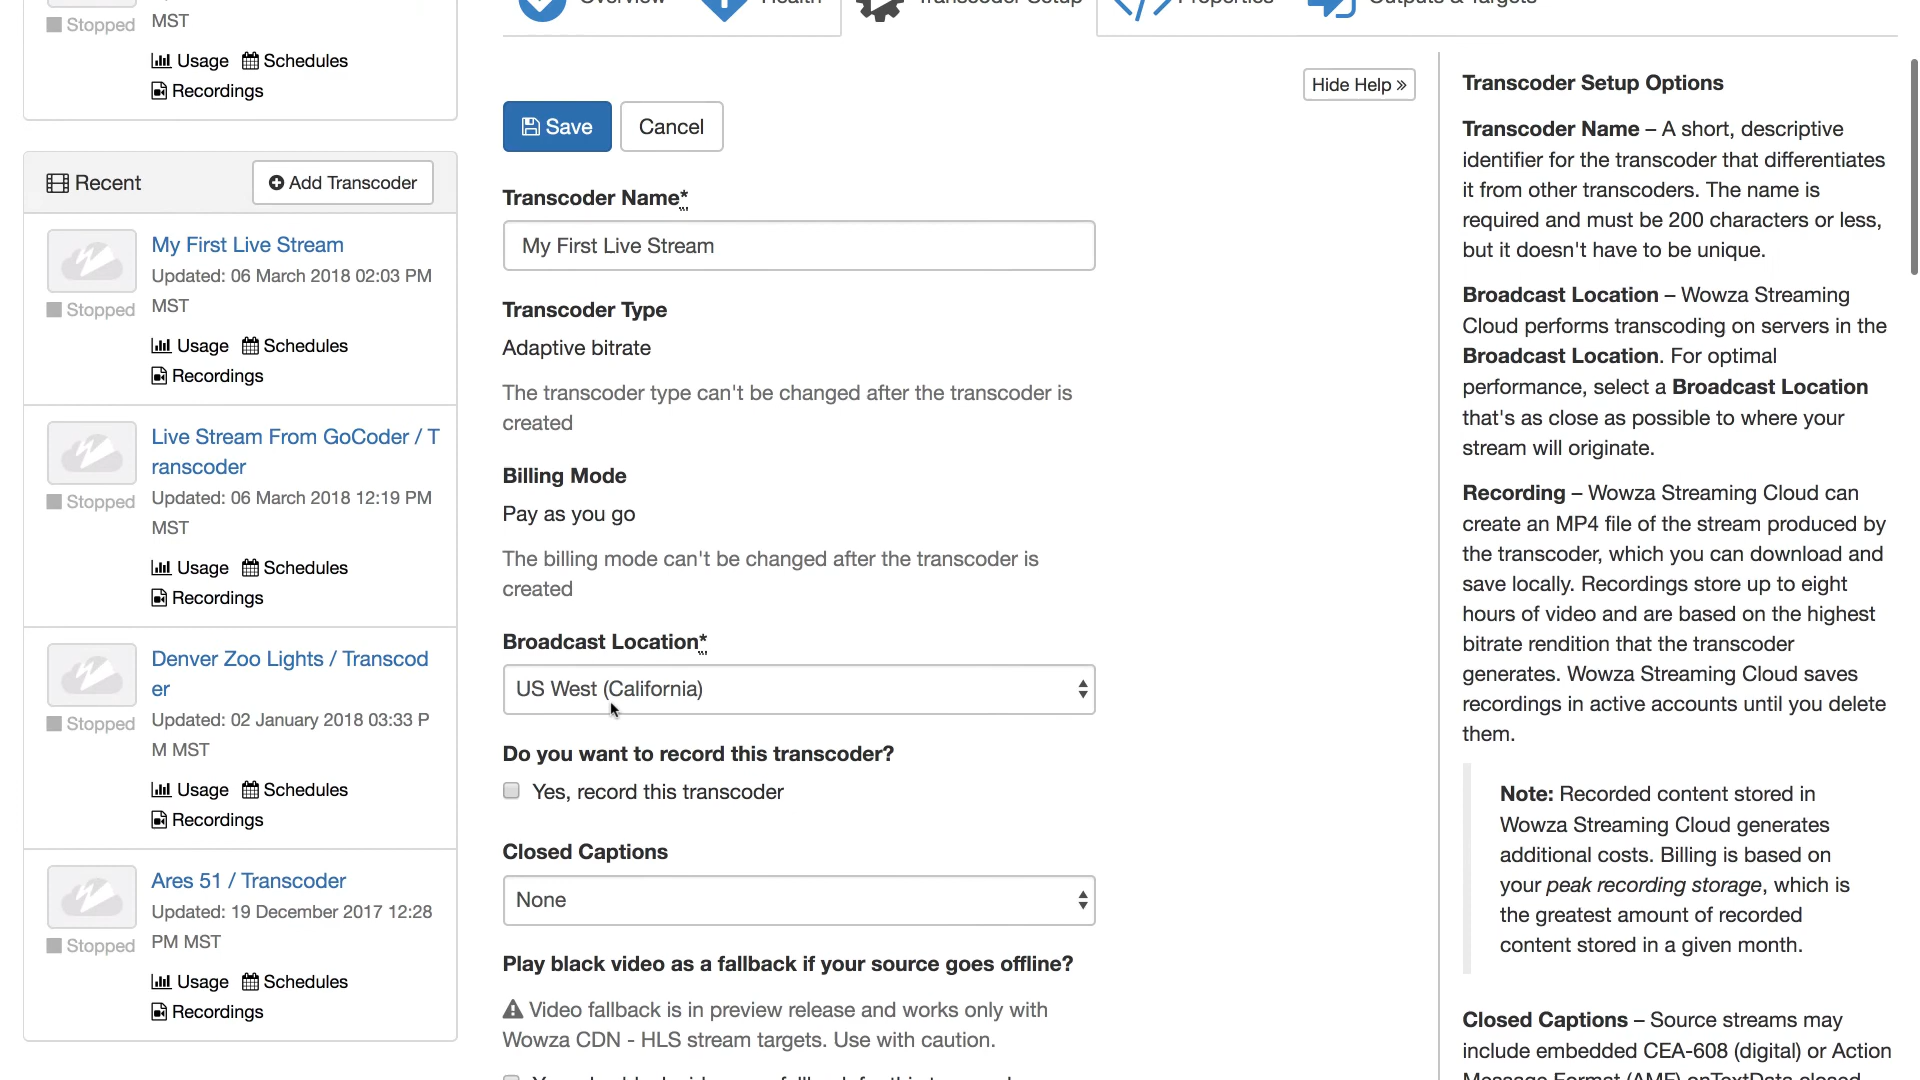 Overview
Health
Transcoder Setup
Properties
Outputs & Targets
Stopped
MST
Usage Schedules
Recordings
Recent
Add Transcoder
My First Live Stream
Updated: 06 March 2018 02:03 PM
Stopped
MST
Usage Schedules
Recordings
Live Stream From GoCoder / T
ranscoder
Updated: 06 March 2018 12:19 PM
Stopped
MST
Usage Schedules
Recordings
Denver Zoo Lights / Transcod
er
Updated: 02 January 2018 03:33 P
Stopped
M MST
Usage Schedules
Recordings
Ares 51 / Transcoder
Updated: 19 December 2017 12:28
Stopped
PM MST
Usage Schedules
Recordings
Hide Help »
Save
Cancel
Transcoder Name*
My First Live Stream
Transcoder Type
Adaptive bitrate
The transcoder type can't be changed after the transcoder is
created
Billing Mode
Pay as you go
The billing mode can't be changed after the transcoder is
created
Broadcast Location*
US West (California)
Do you want to record this transcoder?
Yes, record this transcoder
Closed Captions
None
Play black video as a fallback if your source goes offline?
Video fallback is in preview release and works only with
Wowza CDN - HLS stream targets. Use with caution.
Transcoder Setup Options
Transcoder Name – A short, descriptive
identifier for the transcoder that differentiates
it from other transcoders. The name is
required and must be 200 characters or less,
but it doesn't have to be unique.
Broadcast Location – Wowza Streaming
Cloud performs transcoding on servers in the
Broadcast Location. For optimal
performance, select a Broadcast Location
that's as close as possible to where your
stream will originate.
Recording – Wowza Streaming Cloud can
create an MP4 file of the stream produced by
the transcoder, which you can download and
save locally. Recordings store up to eight
hours of video and are based on the highest
bitrate rendition that the transcoder
generates. Wowza Streaming Cloud saves
recordings in active accounts until you delete
them.
Note: Recorded content stored in
Wowza Streaming Cloud generates
additional costs. Billing is based on
your peak recording storage, which is
the greatest amount of recorded
content stored in a given month.
Closed Captions – Source streams may
include embedded CEA-608 (digital) or Action
Message Format (AMF) onTextData closed